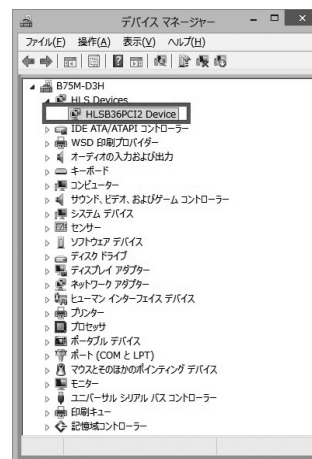 デバイス マネージャー
ファイル(F) 操作(A) 表示(V) ヘルプ(H)
B75M-D3H
HLS Devices
HLSB36PCI2 Device
IDE ATA/ATAPI コントローラー
WSD 印刷プロバイダー
オーディオの入力および出力
キーボード
コンピューター
サウンド、ビデオ、およびゲーム コントローラー
システム デバイス
センサー
ソフトウェア デバイス
ディスク ドライブ
ディスプレイ アダプター
ネットワーク アダプター
ヒューマン インターフェイス デバイス
プリンター
プロセッサ
ポータブル デバイス
ポート (COM と LPT)
マウスとそのほかのポインティング デバイス
モニター
ユニバーサル シリアル バス コントローラー
印刷キュー
記憶域コントローラー